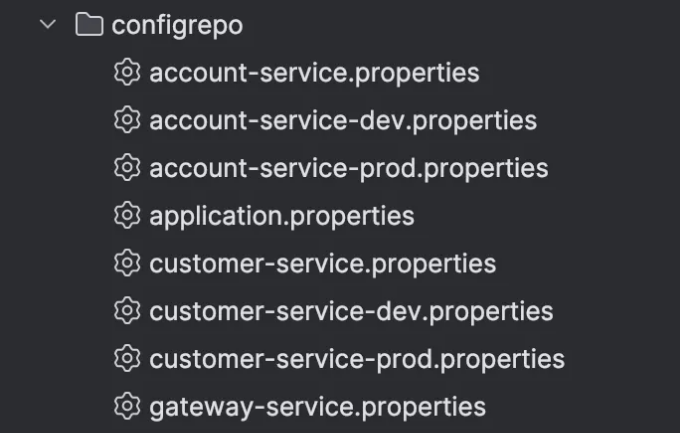 configrepo
account-service.properties
account-service-dev.properties
account-service-prod.properties
application.properties
customer-service.properties
customer-service-dev.properties
customer-service-prod.properties
gateway-service.properties